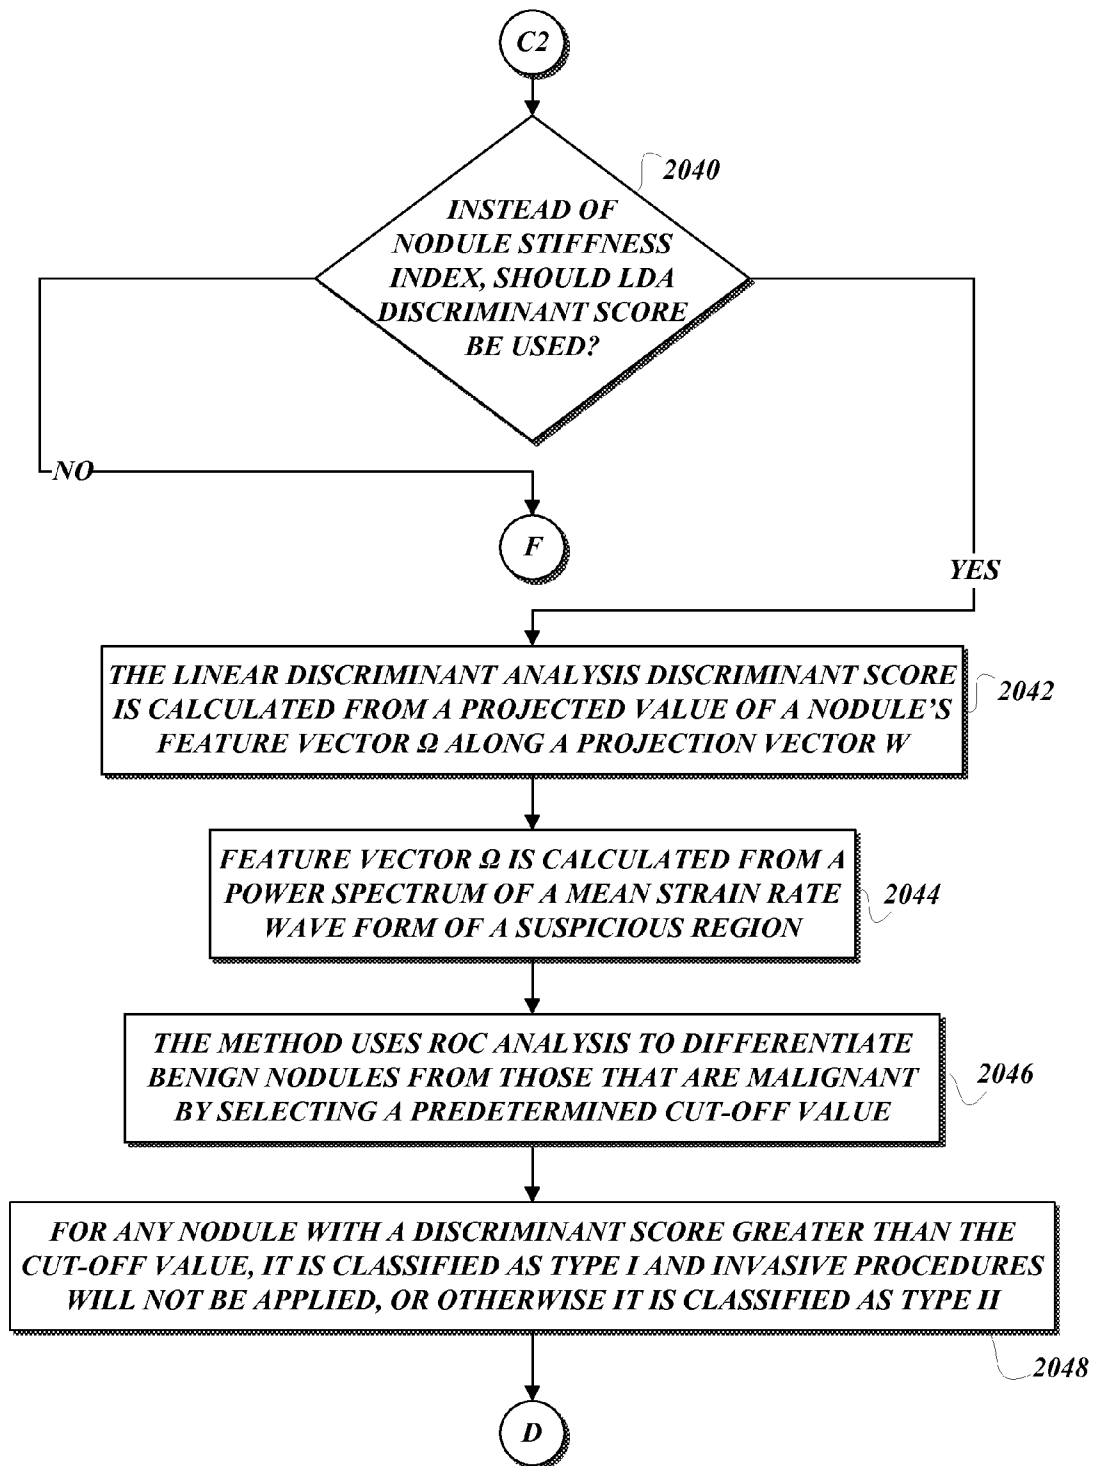 C2
2040
INSTEAD OF
NODULE STIFFNESS
INDEX, SHOULD LDA
DISCRIMINANT SCORE
BE USED?
NO
F
YES
THE LINEAR DISCRIMINANT ANALYSIS DISCRIMINANT SCORE
IS CALCULATED FROM A PROJECTED VALUE OF A NODULE'S
FEATURE VECTOR Ω ALONG A PROJECTION VECTOR W
2042
FEATURE VECTOR Ω IS CALCULATED FROM A
POWER SPECTRUM OF A MEAN STRAIN RATE
WAVE FORM OF A SUSPICIOUS REGION
2044
THE METHOD USES ROC ANALYSIS TO DIFFERENTIATE
BENIGN NODULES FROM THOSE THAT ARE MALIGNANT
BY SELECTING A PREDETERMINED CUT-OFF VALUE
2046
FOR ANY NODULE WITH A DISCRIMINANT SCORE GREATER THAN THE
CUT-OFF VALUE, IT IS CLASSIFIED AS TYPE I AND INVASIVE PROCEDURES
WILL NOT BE APPLIED, OR OTHERWISE IT IS CLASSIFIED AS TYPE II
2048
D